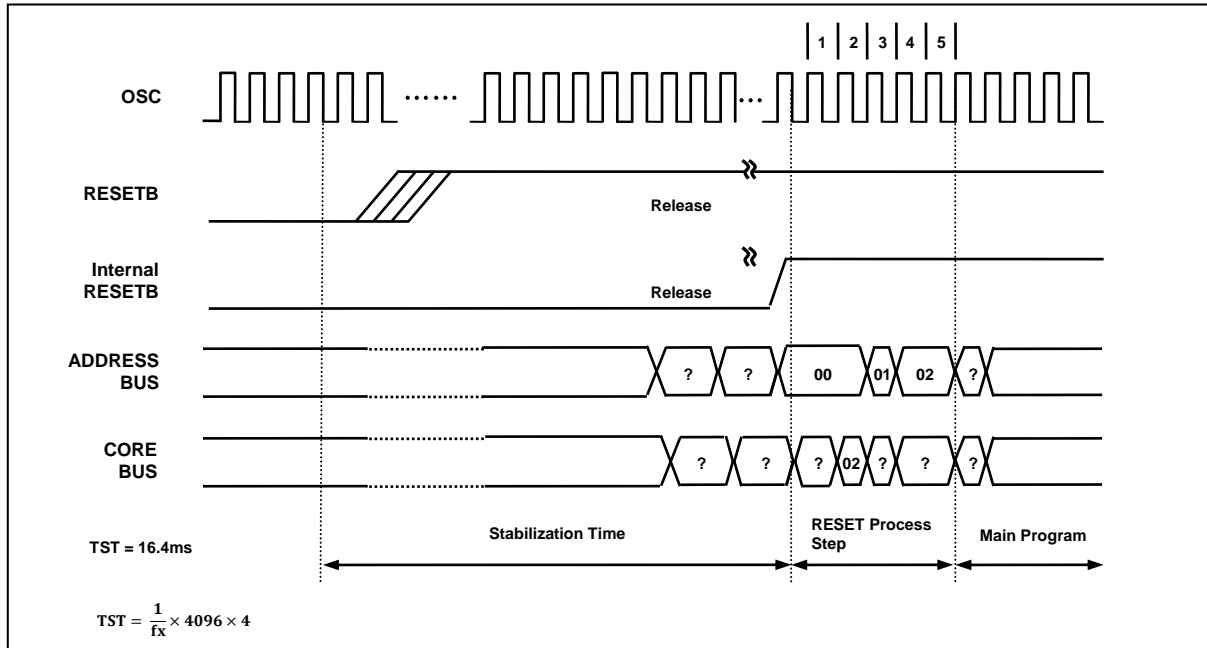 1 2 3 4 5
OSC
RESETB
Release
Internal
RESETB
Release
ADDRESS
BUS
? ? 00 01 02 ?
CORE
BUS
? ? ? 02 ? ? ?
TST = 16.4ms
Stabilization Time
RESET Process
Step
Main Program
TST = 1/fx × 4096 × 4